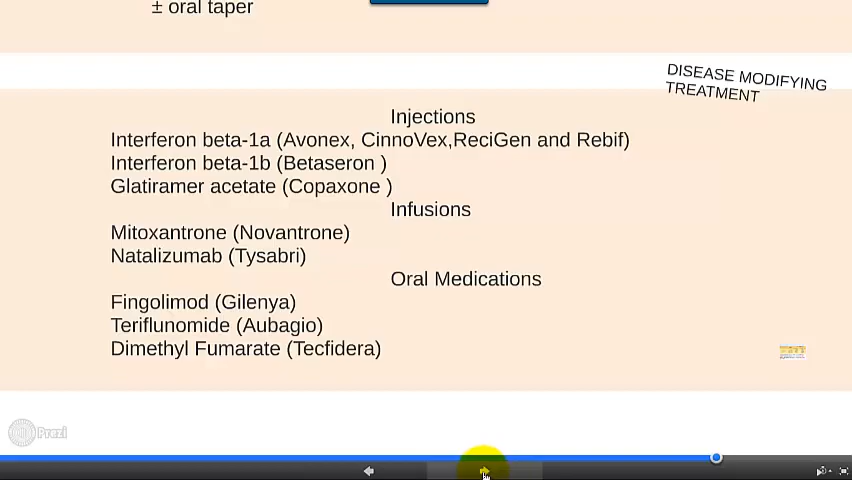 ± oral taper
DISEASE MODIFYING
TREATMENT
Injections
Interferon beta-1a (Avonex, CinnoVex,ReciGen and Rebif)
Interferon beta-1b (Betaseron )
Glatiramer acetate (Copaxone )
Infusions
Mitoxantrone (Novantrone)
Natalizumab (Tysabri)
Oral Medications
Fingolimod (Gilenya)
Teriflunomide (Aubagio)
Dimethyl Fumarate (Tecfidera)
Prezi